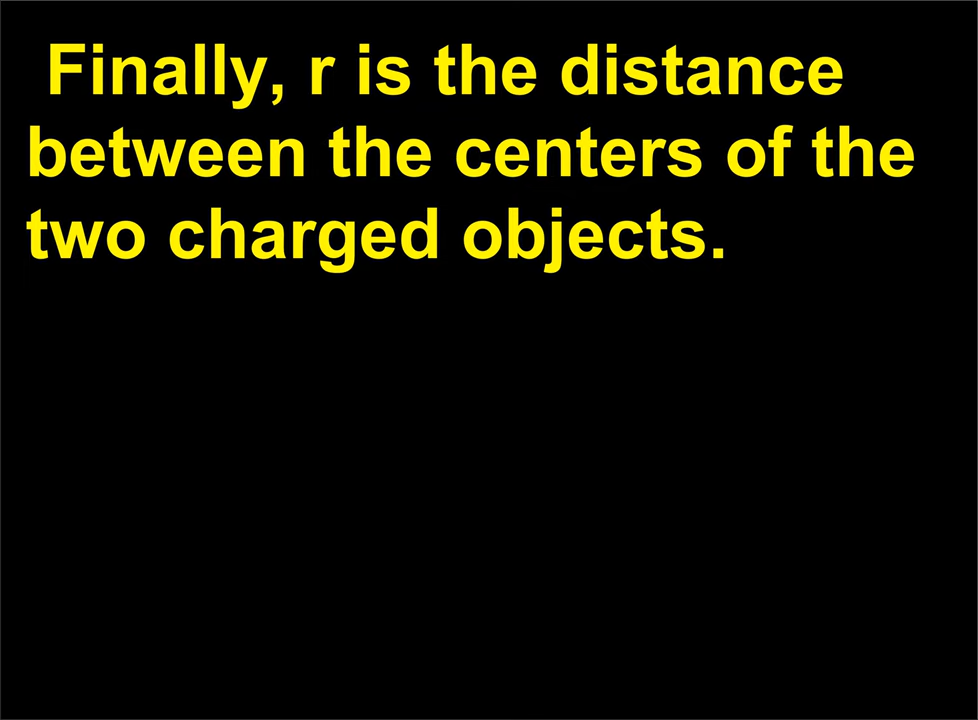 Finally, r is the distance
between the centers of the
two charged objects.